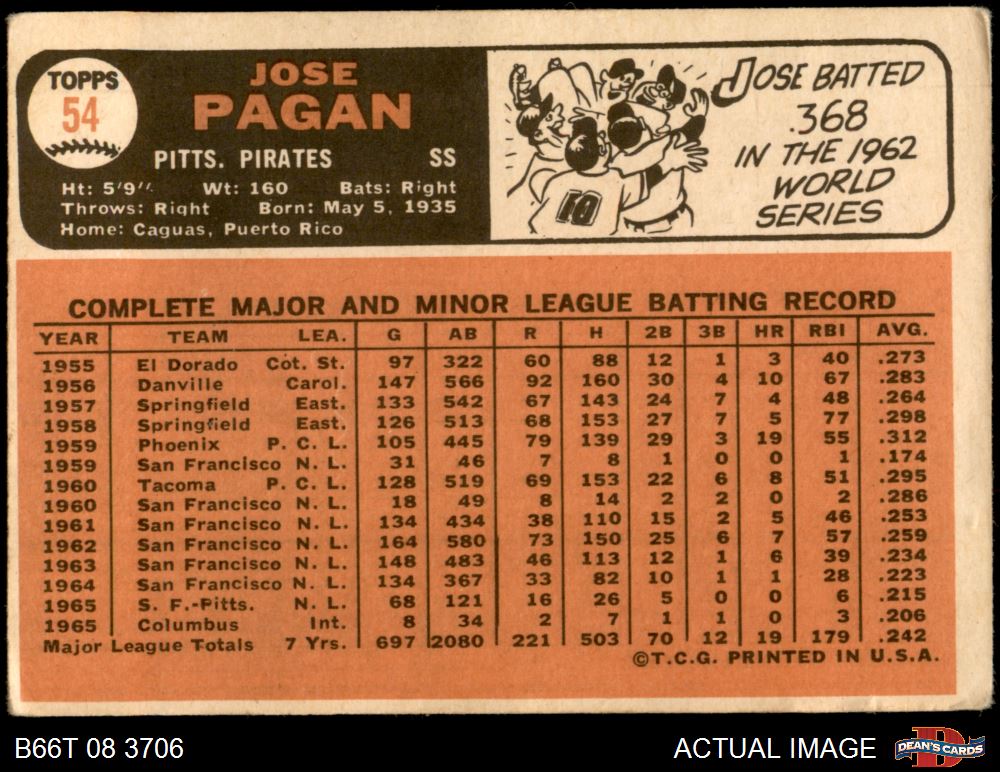 TOPPS
54
JOSE
PAGAN
PITTS. PIRATES SS
Ht: 5'9" Wt: 160 Bats: Right
Throws: Right Born: May 5, 1935
Home: Caguas, Puerto Rico
JOSE BATTED
.368
IN THE 1962
WORLD
SERIES
10
COMPLETE MAJOR AND MINOR LEAGUE BATTING RECORD
YEAR TEAM LEA. G AB R H 2B 3B HR RBI AVG.
1955 El Dorado Cot. St. 97 322 60 88 12 1 3 40 .273
1956 Danville Carol. 147 566 92 160 30 4 10 67 .283
1957 Springfield East. 133 542 67 143 24 7 4 48 .264
1958 Springfield East. 126 513 68 153 27 7 5 77 .298
1959 Phoenix P. C. L. 105 445 79 139 29 3 19 55 .312
1959 San Francisco N. L. 31 46 7 8 1 0 0 1 .174
1960 Tacoma P. C. L. 128 519 69 153 22 6 8 51 .295
1960 San Francisco N. L. 18 49 8 14 2 2 0 2 .286
1961 San Francisco N. L. 134 434 38 110 15 2 5 46 .253
1962 San Francisco N. L. 164 580 73 150 25 6 7 57 .259
1963 San Francisco N. L. 148 483 46 113 12 1 6 39 .234
1964 San Francisco N. L. 134 367 33 82 10 1 1 28 .223
1965 S. F.-Pitts. N. L. 68 121 16 26 5 0 0 6 .215
1965 Columbus Int. 8 34 2 7 1 1 0 3 .206
Major League Totals 7 Yrs. 697 2080 221 503 70 12 19 179 .242
©T.C.G. PRINTED IN U.S.A.
B66T 08 3706 ACTUAL IMAGE
DEAN'S CARDS